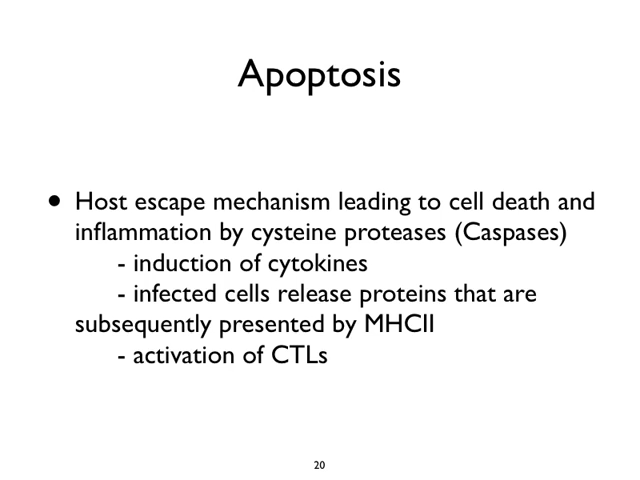 Apoptosis
• Host escape mechanism leading to cell death and
inflammation by cysteine proteases (Caspases)
- induction of cytokines
- infected cells release proteins that are
subsequently presented by MHCII
- activation of CTLs
20